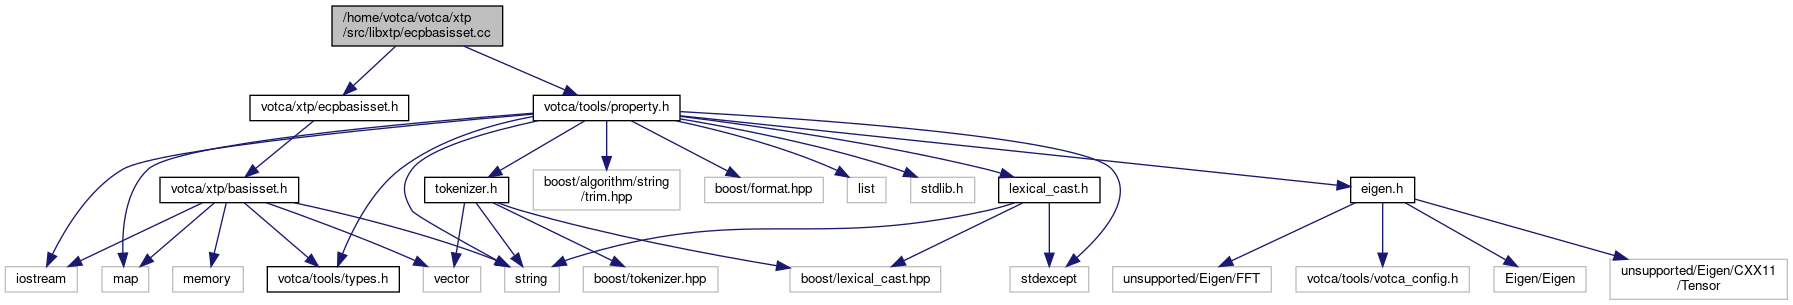 /home/votca/votca/xtp
/src/libxtp/ecpbasisset.cc
votca/xtp/ecpbasisset.h
votca/tools/property.h
votca/xtp/basisset.h
tokenizer.h
boost/algorithm/string
/trim.hpp
boost/format.hpp
list
stdlib.h
lexical_cast.h
eigen.h
iostream
map
memory
votca/tools/types.h
vector
string
boost/tokenizer.hpp
boost/lexical_cast.hpp
stdexcept
unsupported/Eigen/FFT
votca/tools/votca_config.h
Eigen/Eigen
unsupported/Eigen/CXX11
/Tensor